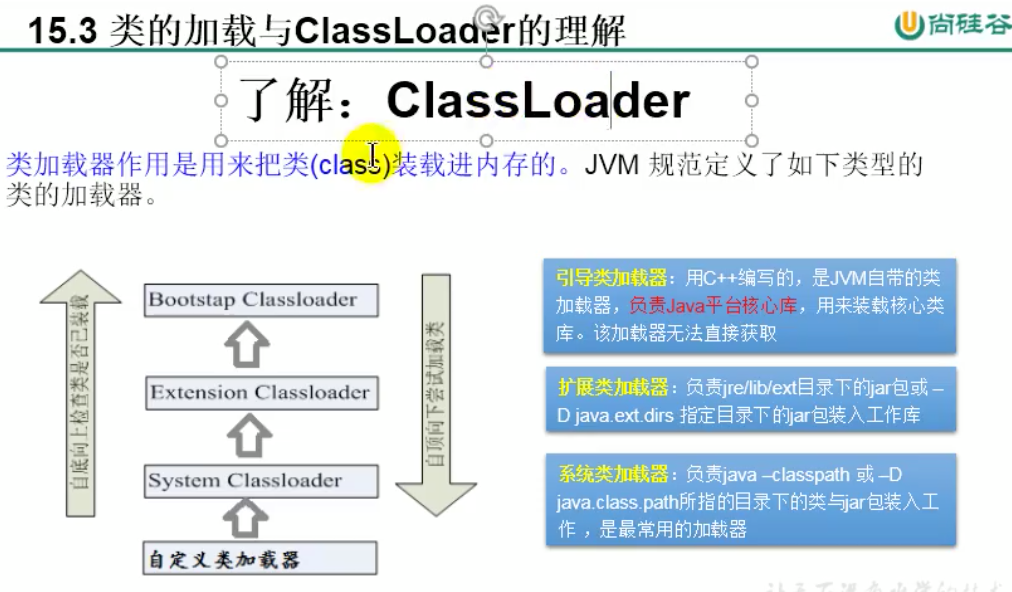 15.3 类的加载与ClassLoader的理解
尚硅谷
了解：ClassLoader
类加载器作用是用来把类(class)装载进内存的。JVM 规范定义了如下类型的
类的加载器。
自底向上检查类是否已装载
Bootstap Classloader
Extension Classloader
System Classloader
自定义类加载器
自顶向下尝试加载类
引导类加载器：用C++编写的，是JVM自带的类
加载器，负责Java平台核心库，用来装载核心类
库。该加载器无法直接获取
扩展类加载器：负责jre/lib/ext目录下的jar包或 –
D java.ext.dirs 指定目录下的jar包装入工作库
系统类加载器：负责java –classpath 或 –D
java.class.path所指的目录下的类与jar包装入工
作 ，是最常用的加载器